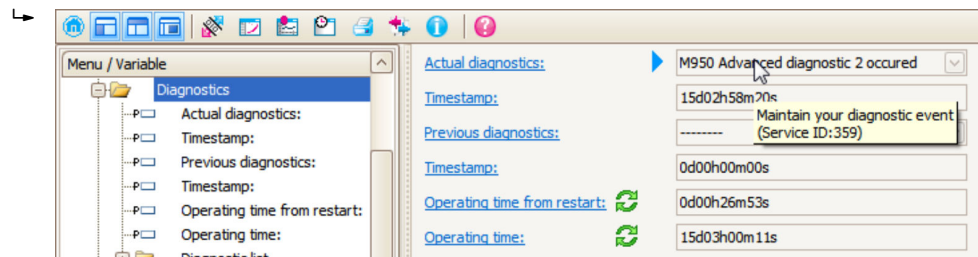 Menu / Variable
Diagnostics
Actual diagnostics:
Timestamp:
Previous diagnostics:
Timestamp:
Operating time from restart:
Operating time:
Actual diagnostics: M950 Advanced diagnostic 2 occured
Timestamp: 15d02h58m20s
Maintain your diagnostic event
(Service ID:359)
Previous diagnostics: --------
Timestamp: 0d00h00m00s
Operating time from restart: 0d00h26m53s
Operating time: 15d03h00m11s